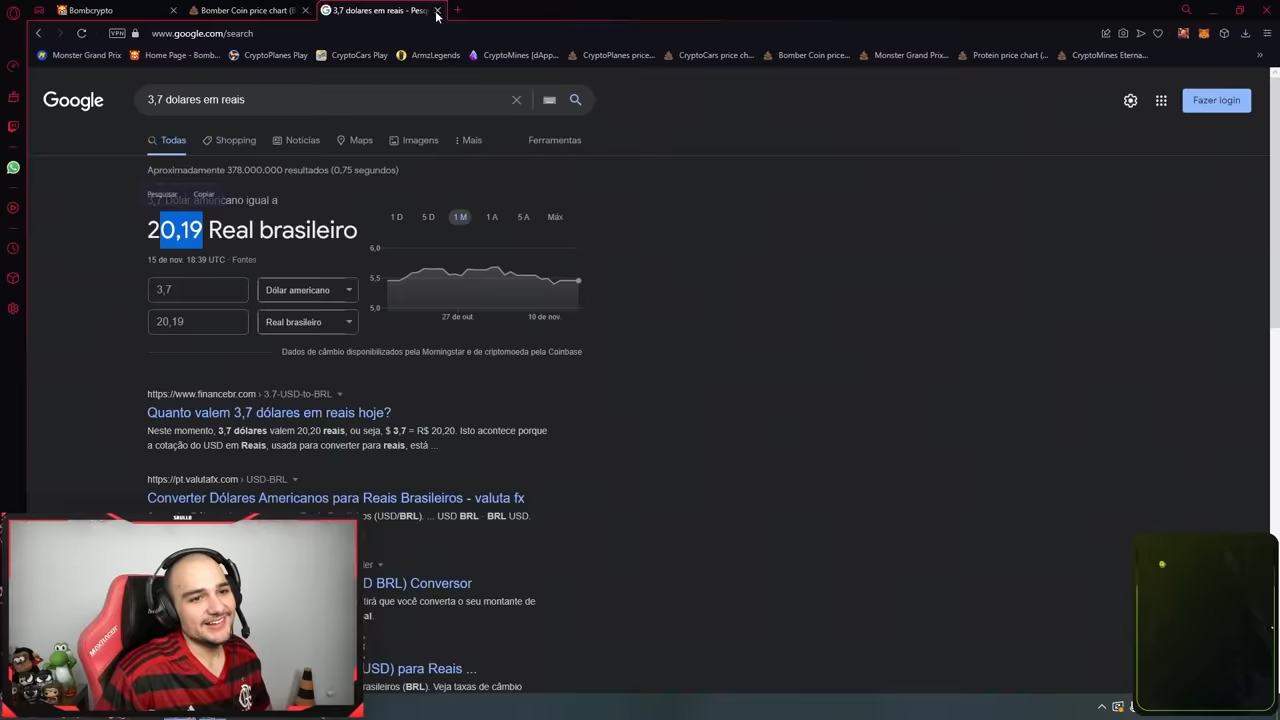 Bombcrypto
Bomber Coin price chart (B
3,7 dolares em reais - Pesq
VPN
www.google.com/search
Monster Grand Prix
Home Page - Bomb...
CryptoPlanes Play
CryptoCars Play
ArmzLegends
CryptoMines [dApp...
CryptoPlanes price...
CryptoCars price ch...
Bomber Coin price...
Monster Grand Prix...
Protein price chart (...
CryptoMines Eterna...
Google
3,7 dolares em reais
Fazer login
Todas
Shopping
Notícias
Maps
Imagens
Mais
Ferramentas
Aproximadamente 378.000.000 resultados (0,75 segundos)
Pesquisar Copiar
3,7 Dólar americano igual a
20,19 Real brasileiro
15 de nov. 18:39 UTC · Fontes
3,7
Dólar americano
20,19
Real brasileiro
1 D
5 D
1 M
1 A
5 A
Máx
6,0
5,5
5,0
27 de out.
10 de nov.
Dados de câmbio disponibilizados pela Morningstar e de criptomoeda pela Coinbase
https://www.financebr.com › 3.7-USD-to-BRL
Quanto valem 3,7 dólares em reais hoje?
Neste momento, 3,7 dólares valem 20,20 reais, ou seja, $ 3,7 = R$ 20,20. Isto acontece porque
a cotação do USD em Reais, usada para converter para reais, está ...
https://pt.valutafx.com › USD-BRL
Converter Dólares Americanos para Reais Brasileiros - valuta fx
(USD/BRL). ... USD BRL · BRL USD.
ler
D BRL) Conversor
tirá que você converta o seu montante de
al.
USD) para Reais ...
rasileiros (BRL). Veja taxas de câmbio
SKULLO
MAXRACER